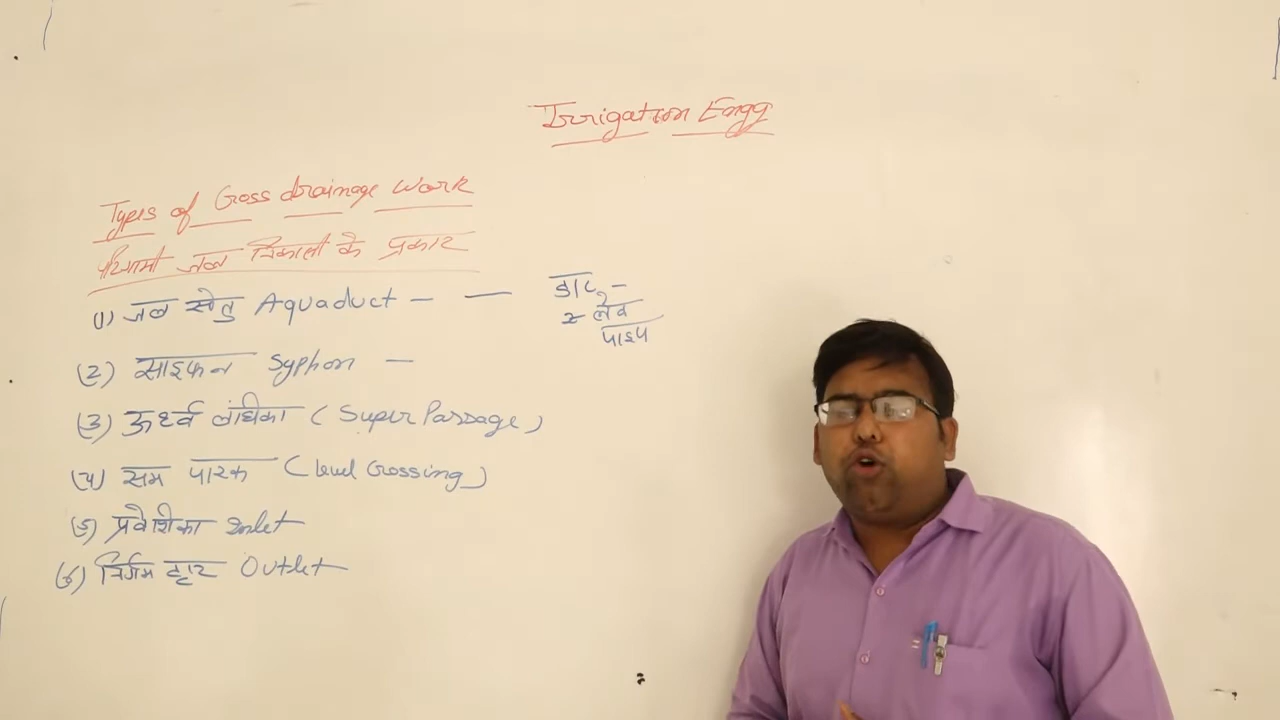 Irrigation Engg
Types of Cross drainage Work
जल निकासी के प्रकार
(1) जल सेतु Aquaduct — —
डाट
स्लैब
पाइप
(2) साइफन Syphon —
(3) ऊर्ध्व लंघिका (Super Passage)
(4) सम पारक (Level Crossing)
(5) प्रवेशिका Inlet
(6) निर्गम द्वार Outlet